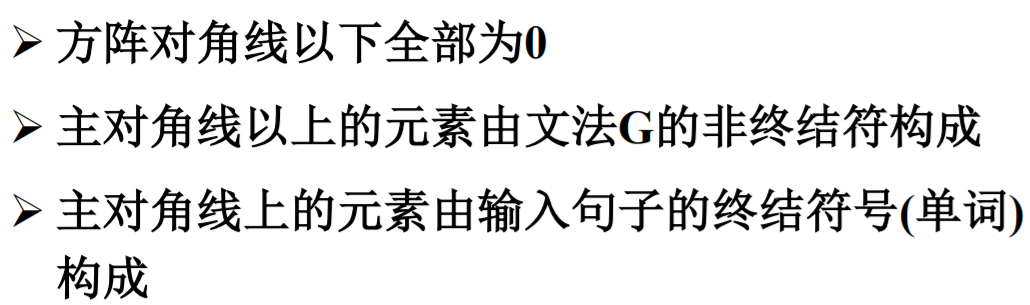 ➢ 方阵对角线以下全部为0
➢ 主对角线以上的元素由文法G的非终结符构成
➢ 主对角线上的元素由输入句子的终结符号(单词)
构成